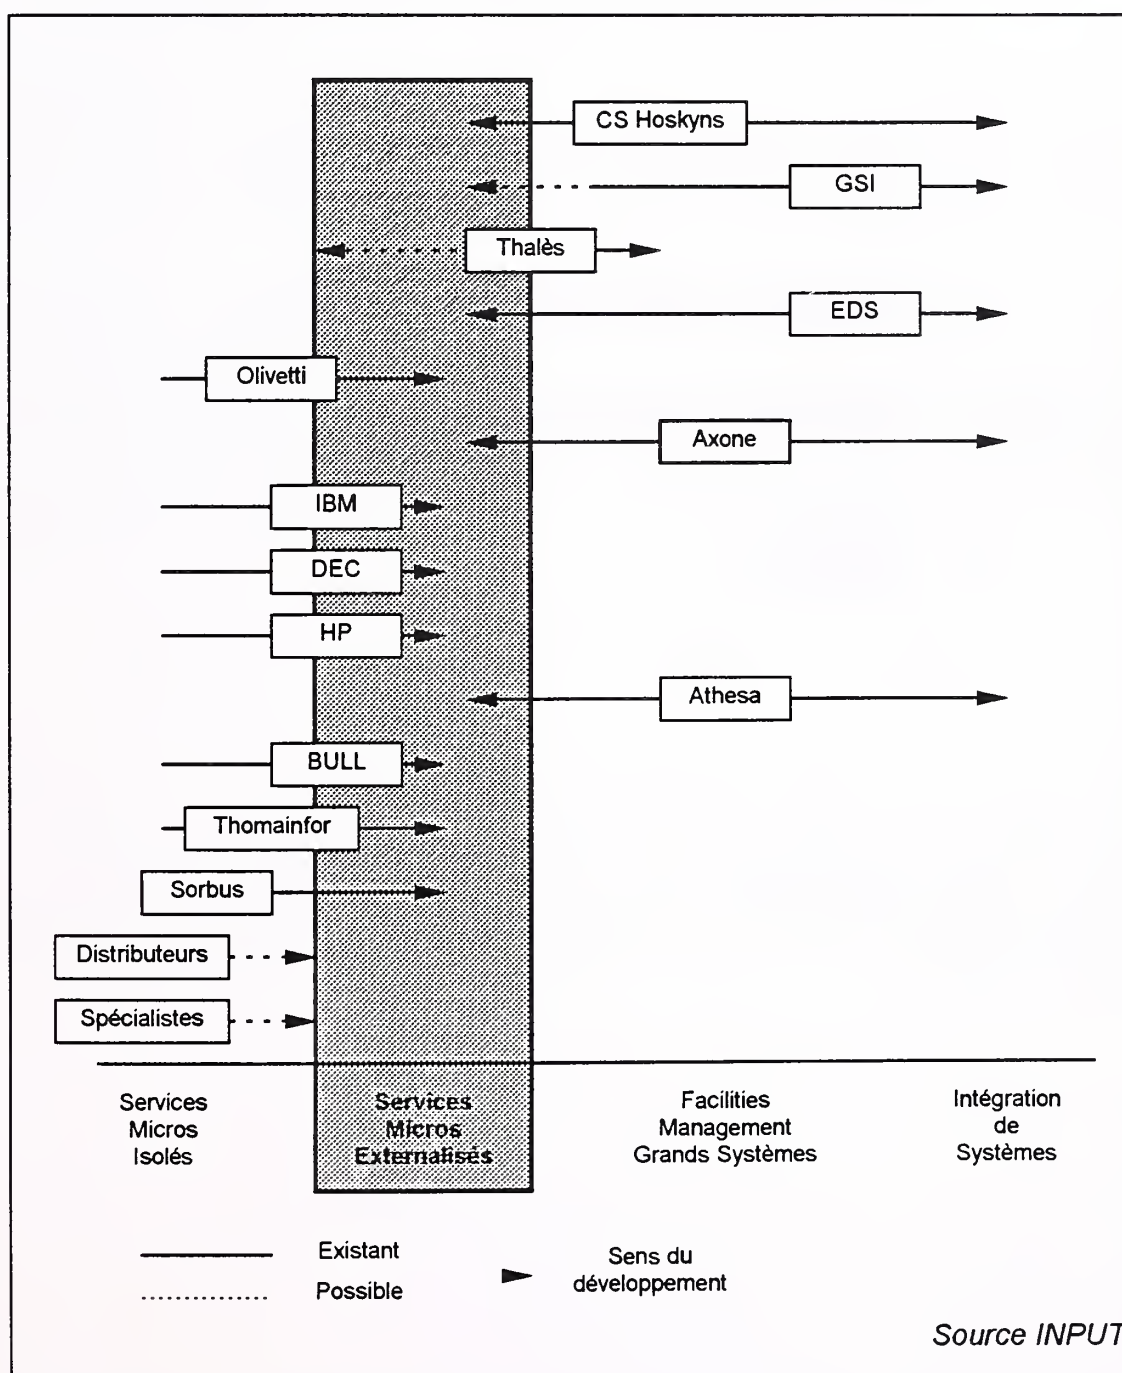 CS Hoskyns
GSI
Thalès
EDS
Olivetti
Axone
IBM
DEC
HP
Athesa
BULL
Thomainfor
Sorbus
Distributeurs
Spécialistes
Services
Micros
Isolés
Services
Micros
Externalisés
Facilities
Management
Grands Systèmes
Intégration
de
Systèmes
Existant
Possible
Sens du
développement
Source INPUT